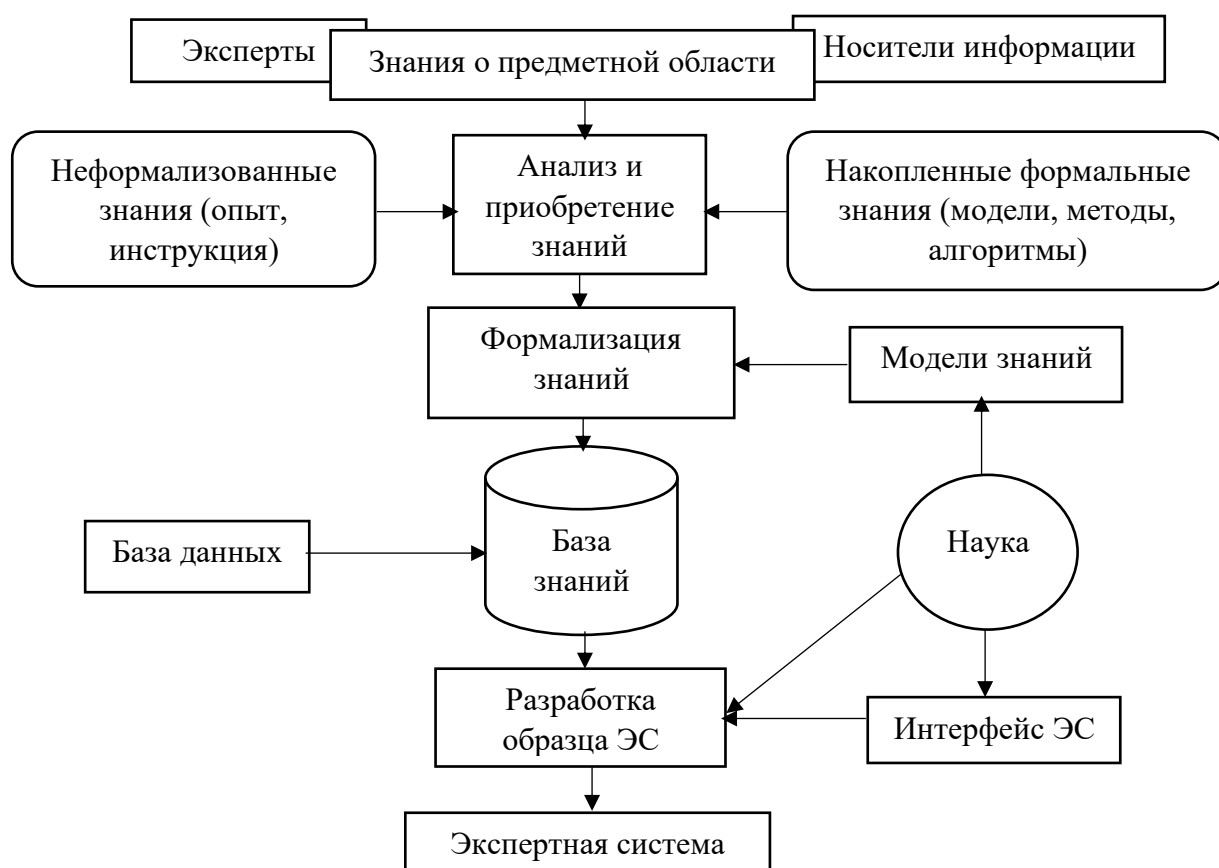 Эксперты
Знания о предметной области
Носители информации
Неформализованные
знания (опыт,
инструкция)
Анализ и
приобретение
знаний
Накопленные формальные
знания (модели, методы,
алгоритмы)
Формализация
знаний
Модели знаний
База данных
База
знаний
Наука
Разработка
образца ЭС
Интерфейс ЭС
Экспертная система